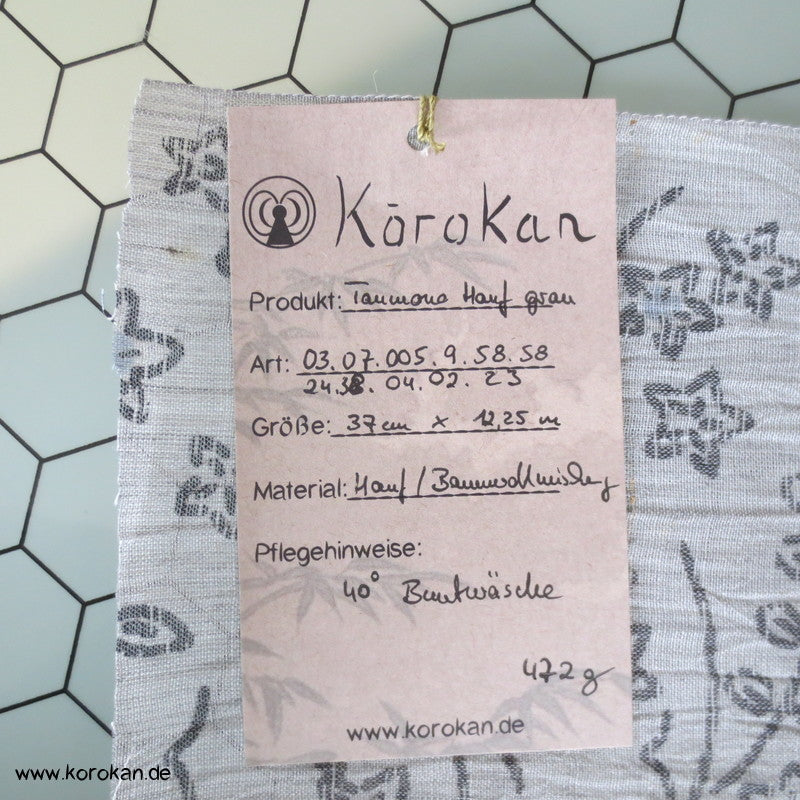 Kōrokan
Produkt: Tanmono Hanf grau
Art: 03.07.005.9.58.58
24.38.04.02.23
Größe: 37 cm x 12,25 m
Material: Hanf / Baumwollmischg
Pflegehinweise:
40° Buntwäsche
472 g
www.korokan.de
www.korokan.de